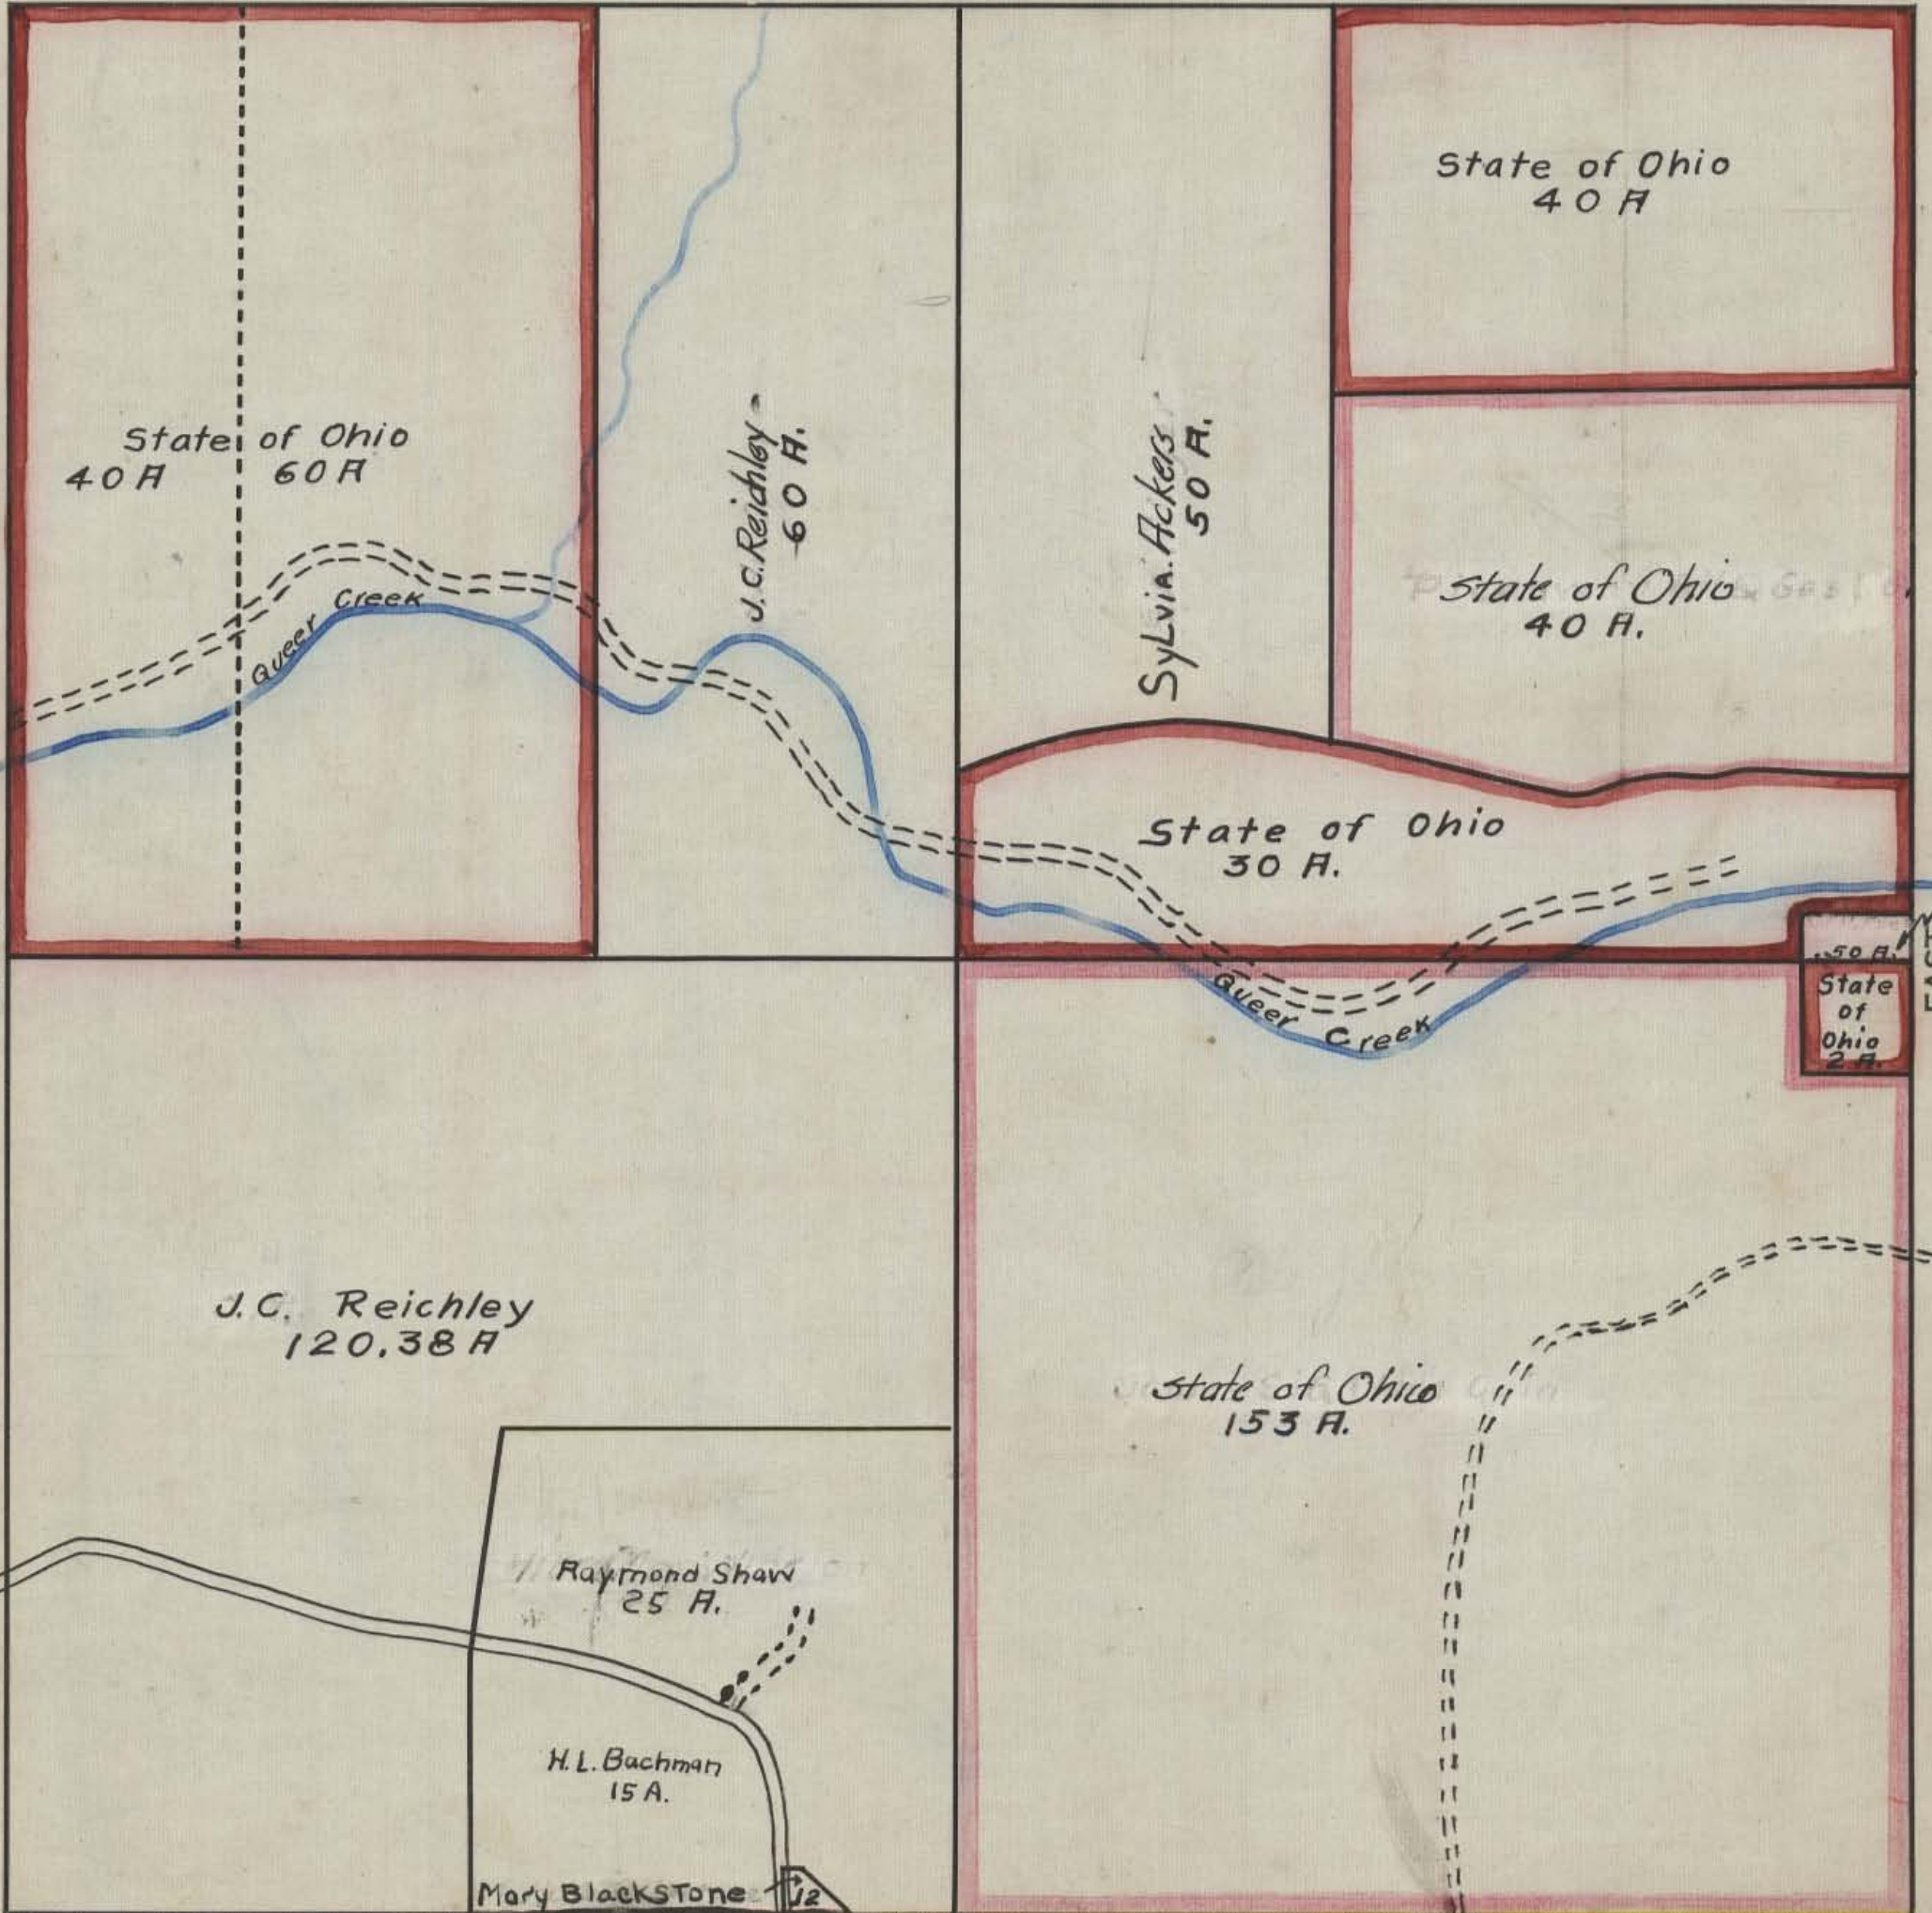 State of Ohio
40 A
State of Ohio
40 A 60 A
J.C. Reichley
60 A.
Sylvia. Ackers
50 A.
State of Ohio
40 A.
Queer Creek
State of Ohio
30 A.
.50 A.
State
of
Ohio
2 A.
Queer Creek
J.C. Reichley
120.38 A
State of Ohio
153 A.
Raymond Shaw
25 A.
H.L. Bachman
15 A.
Mary Blackstone
12